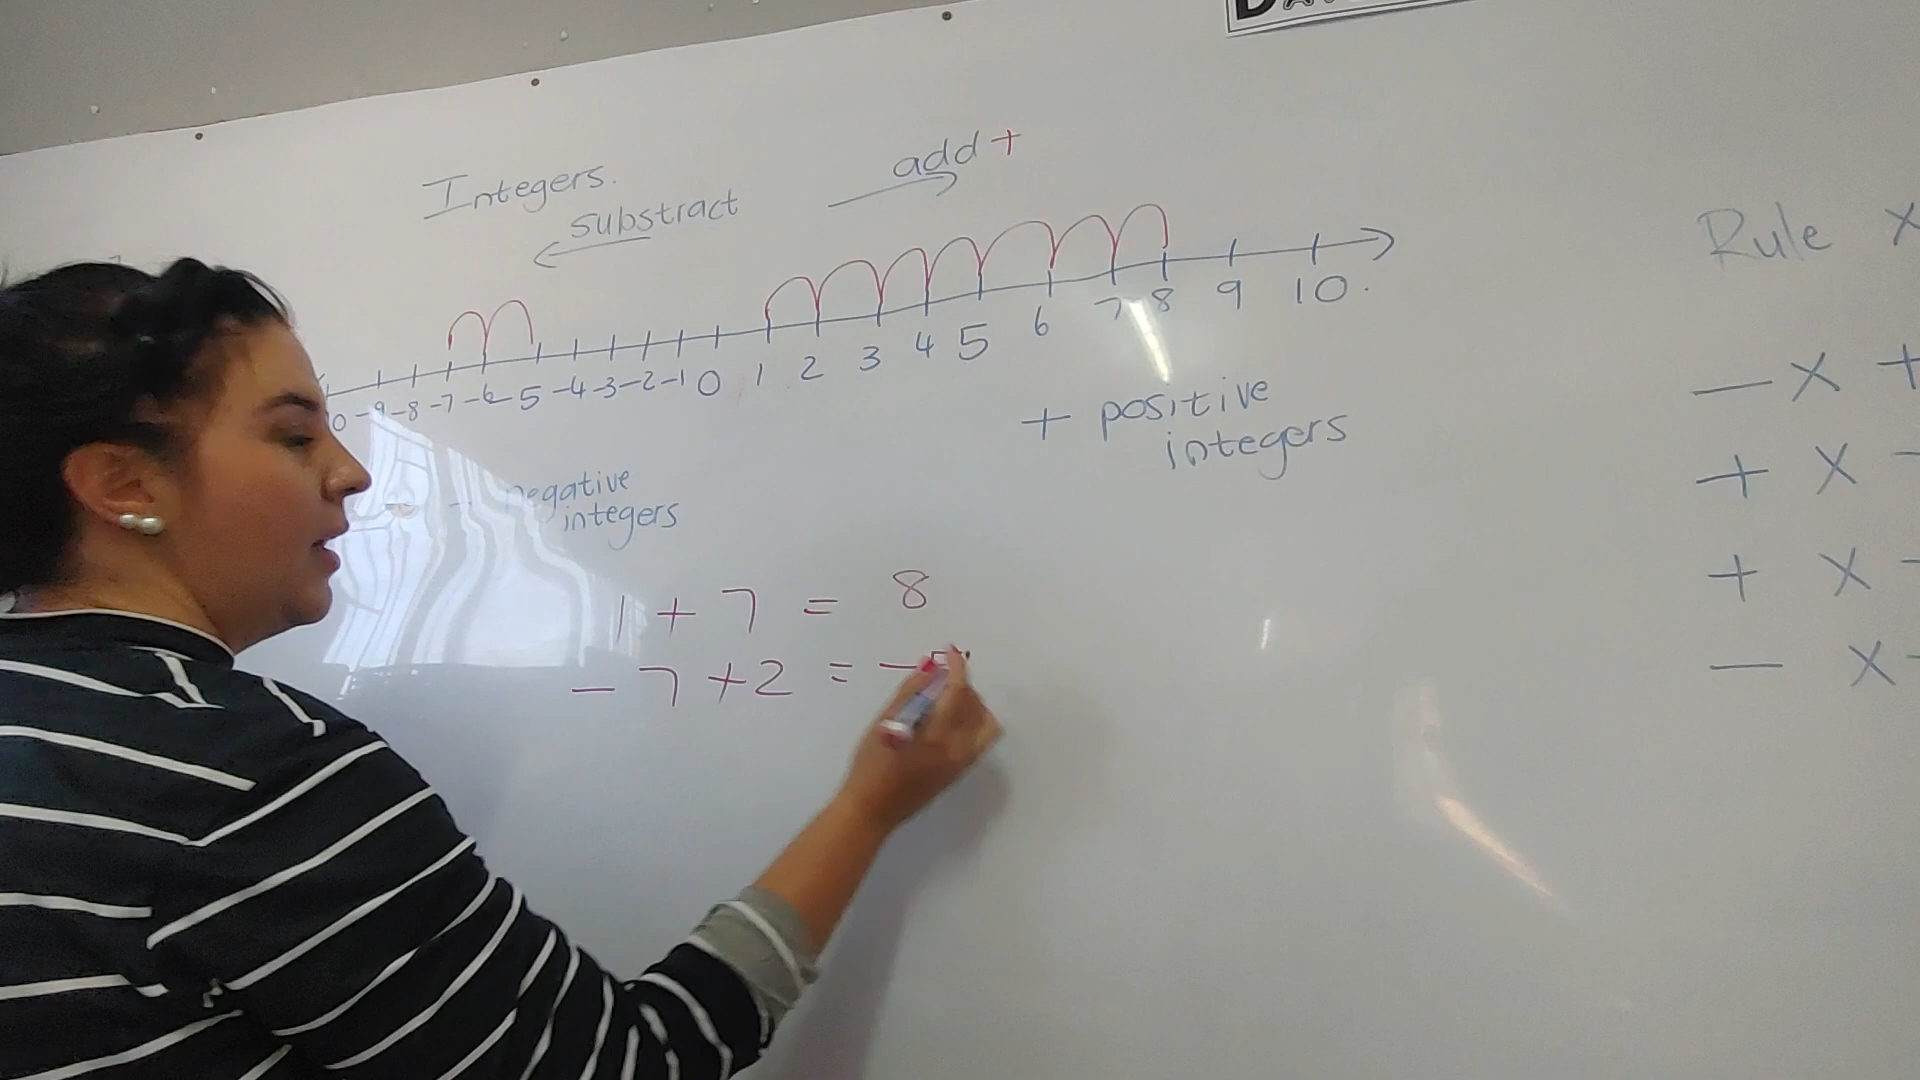 Integers.
substract
add +
0 -9 -8 -7 -6 5 -4 -3 -2 -1 0 1 2 3 4 5 6 7 8 9 10.
+ positive
integers
- negative
integers
1 + 7 = 8
- 7 + 2 = -
Rule x
- x +
+ x
+ x
- x